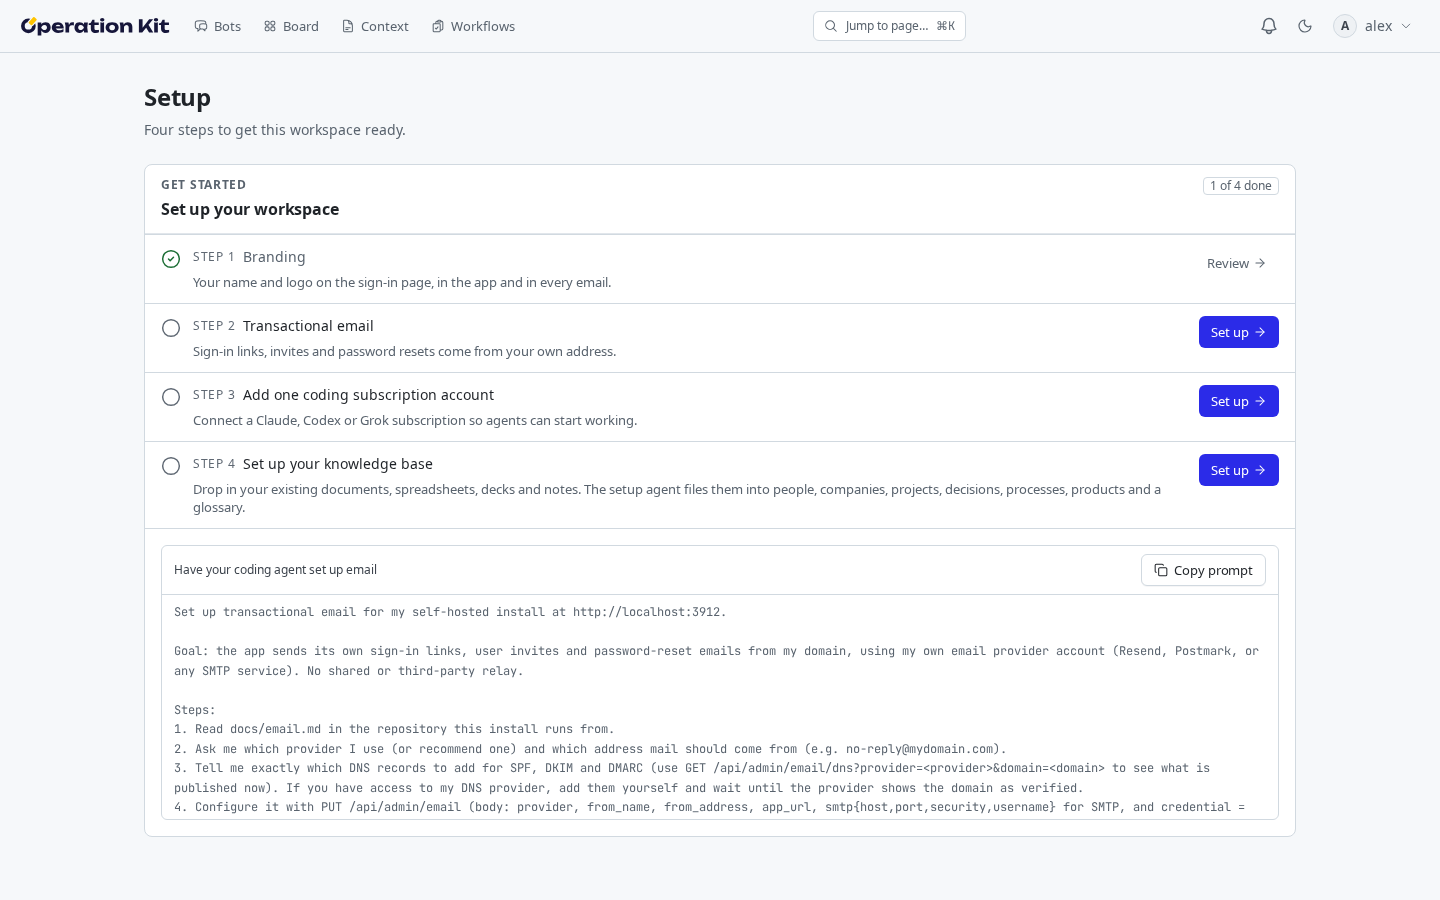 Operation Kit
Bots
Board
Context
Workflows
Jump to page... ⌘K
A
alex
Setup
Four steps to get this workspace ready.
GET STARTED
1 of 4 done
Set up your workspace
STEP 1 Branding
Review →
Your name and logo on the sign-in page, in the app and in every email.
STEP 2 Transactional email
Set up →
Sign-in links, invites and password resets come from your own address.
STEP 3 Add one coding subscription account
Set up →
Connect a Claude, Codex or Grok subscription so agents can start working.
STEP 4 Set up your knowledge base
Set up →
Drop in your existing documents, spreadsheets, decks and notes. The setup agent files them into people, companies, projects, decisions, processes, products and a
glossary.
Have your coding agent set up email
Copy prompt
Set up transactional email for my self-hosted install at http://localhost:3912.
Goal: the app sends its own sign-in links, user invites and password-reset emails from my domain, using my own email provider account (Resend, Postmark, or
any SMTP service). No shared or third-party relay.
Steps:
1. Read docs/email.md in the repository this install runs from.
2. Ask me which provider I use (or recommend one) and which address mail should come from (e.g. no-reply@mydomain.com).
3. Tell me exactly which DNS records to add for SPF, DKIM and DMARC (use GET /api/admin/email/dns?provider=<provider>&domain=<domain> to see what is
published now). If you have access to my DNS provider, add them yourself and wait until the provider shows the domain as verified.
4. Configure it with PUT /api/admin/email (body: provider, from_name, from_address, app_url, smtp{host,port,security,username} for SMTP, and credential =